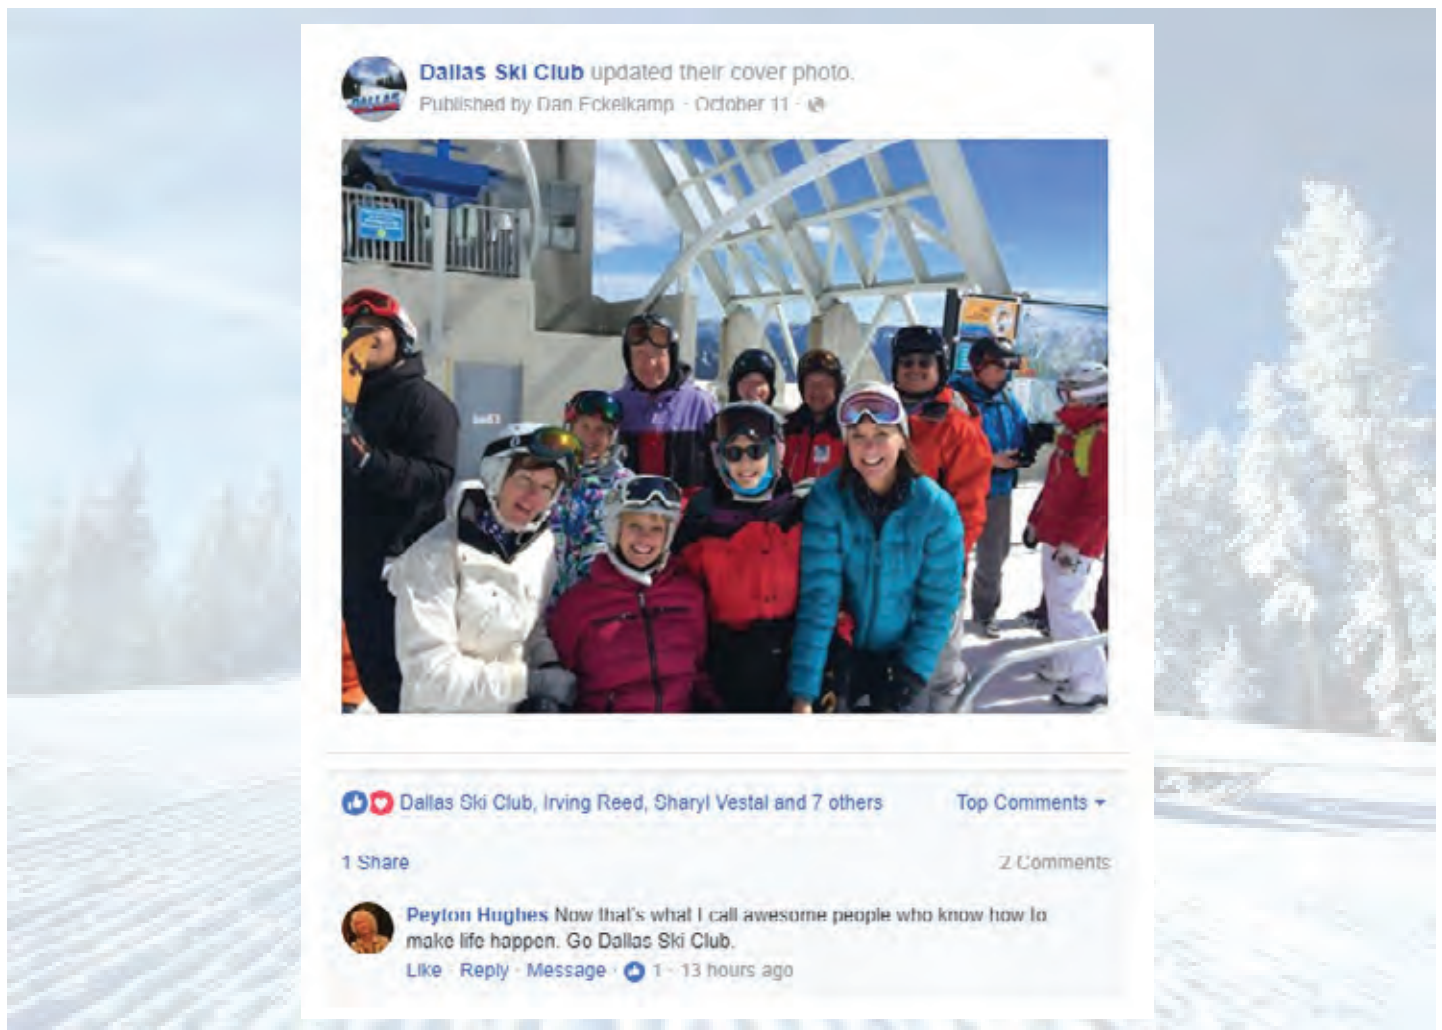 Dallas Ski Club updated their cover photo.
Published by Dan Eckelkamp · October 11 ·
DALLAS
Dallas Ski Club, Irving Reed, Sharyl Vestal and 7 others
Top Comments
1 Share
2 Comments
Peyton Hughes Now that's what I call awesome people who know how to
make life happen. Go Dallas Ski Club.
Like · Reply · Message · 1 · 13 hours ago